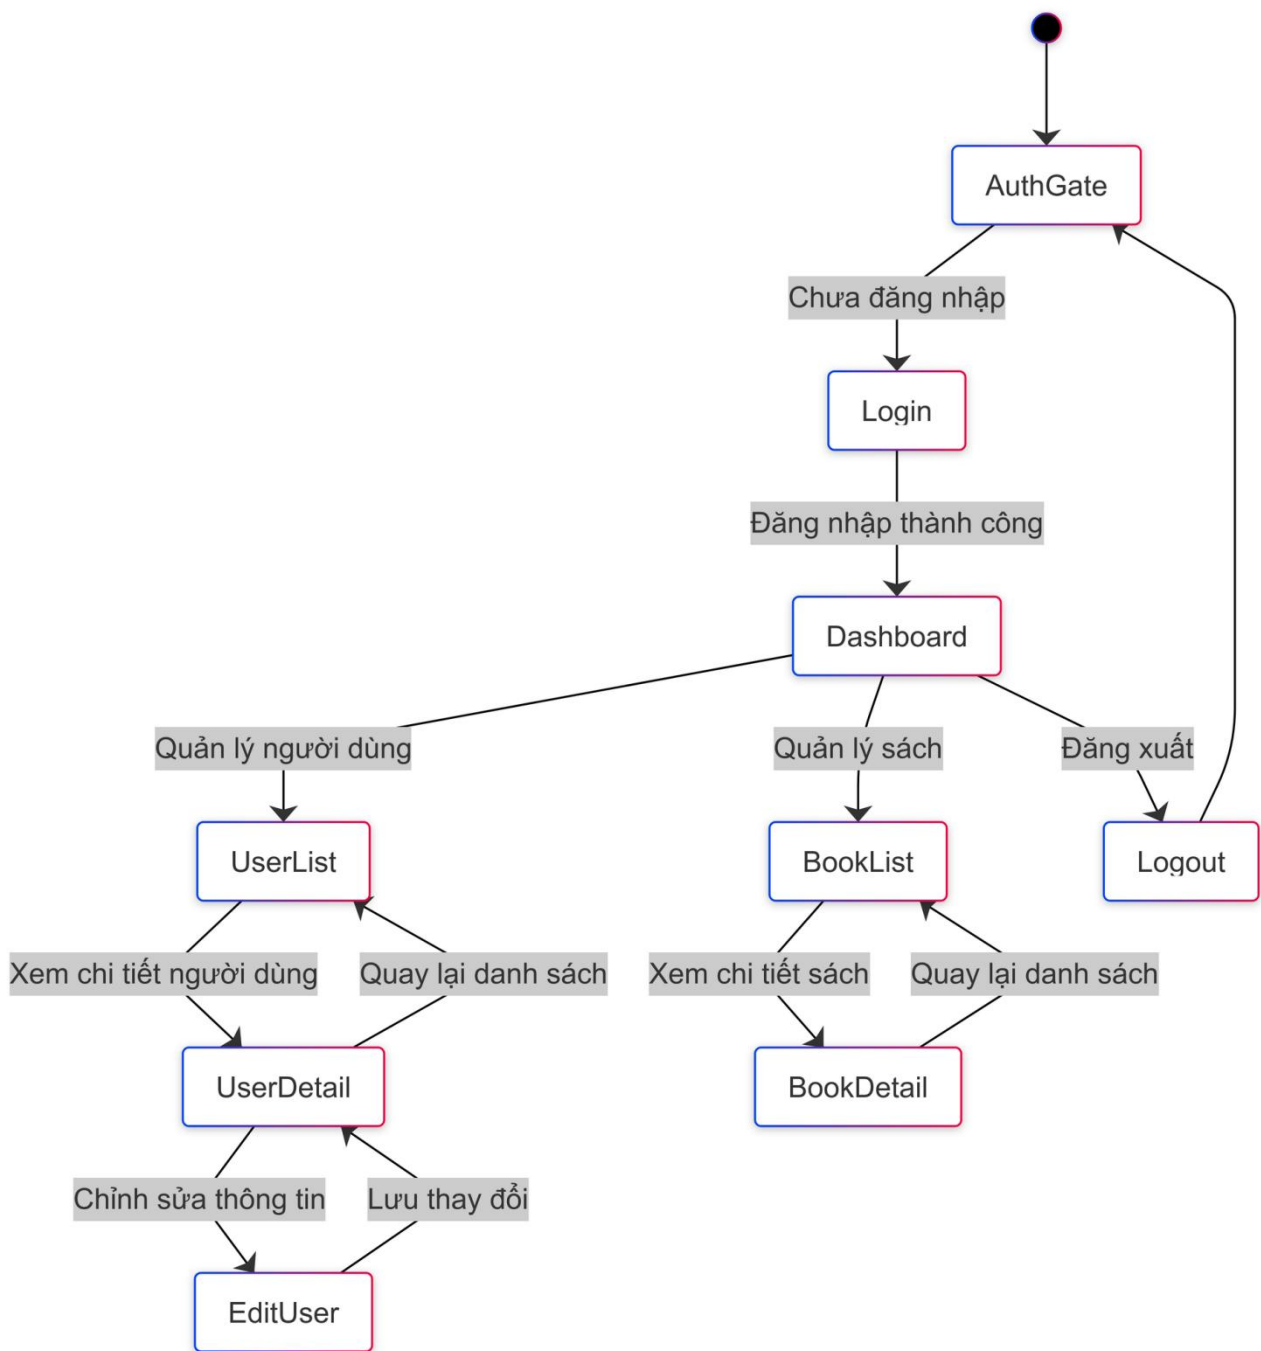 AuthGate
Chưa đăng nhập
Login
Đăng nhập thành công
Dashboard
Quản lý người dùng
Quản lý sách
Đăng xuất
UserList
BookList
Logout
Xem chi tiết người dùng
Quay lại danh sách
Xem chi tiết sách
Quay lại danh sách
UserDetail
BookDetail
Chỉnh sửa thông tin
Lưu thay đổi
EditUser